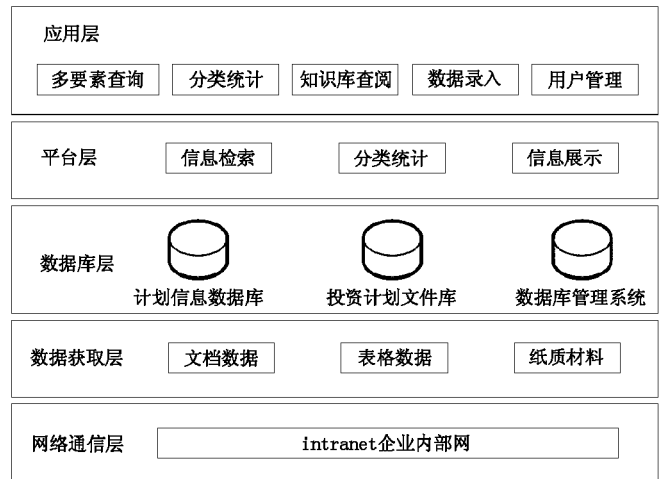 应用层
多要素查询 分类统计 知识库查阅 数据录入 用户管理
平台层 信息检索 分类统计 信息展示
数据库层
计划信息数据库 投资计划文件库 数据库管理系统
数据获取层 文档数据 表格数据 纸质材料
网络通信层 intranet企业内部网